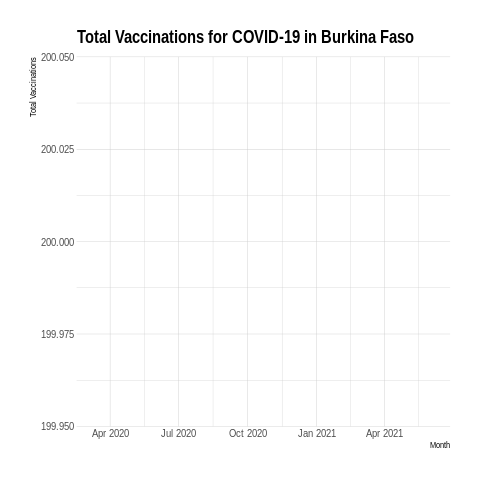 Total Vaccinations for COVID-19 in Burkina Faso
Total Vaccinations
200.050
200.025
200.000
199.975
199.950
Apr 2020 Jul 2020 Oct 2020 Jan 2021 Apr 2021
Month